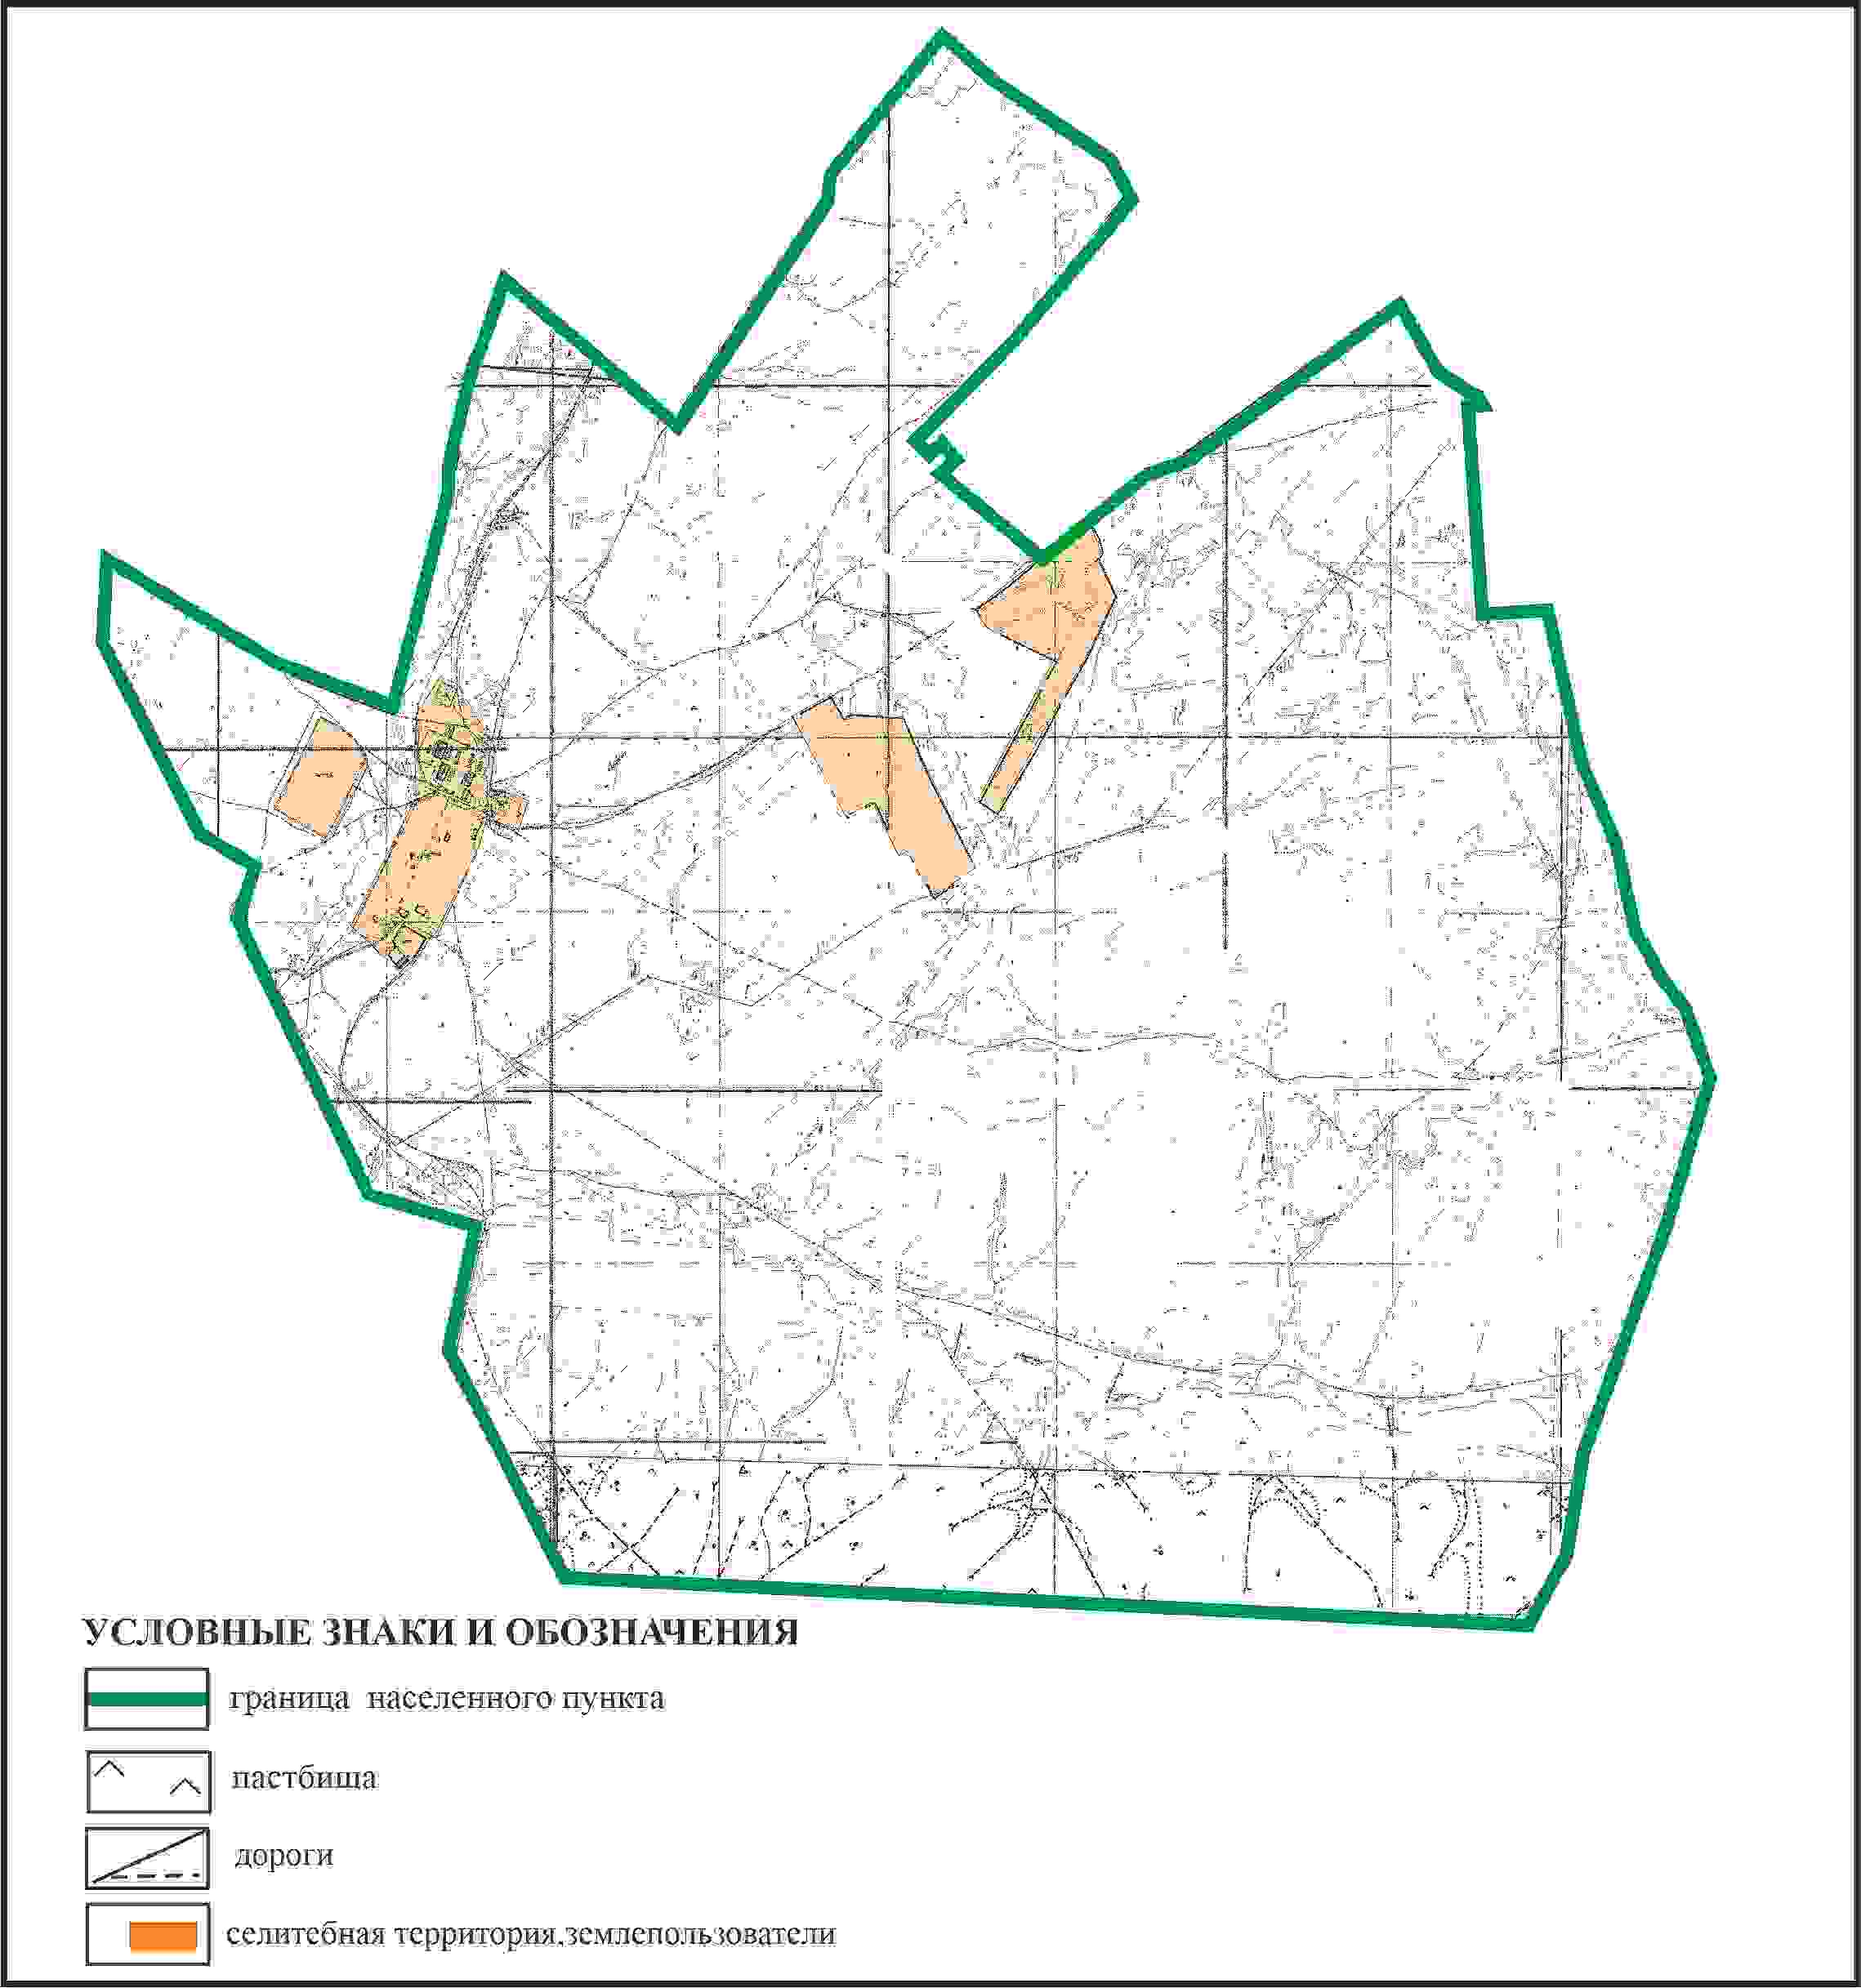 УСЛОВНЫЕ ЗНАКИ И ОБОЗНАЧЕНИЯ
граница населенного пункта
пастбища
дороги
селитебная территория,землепользователи